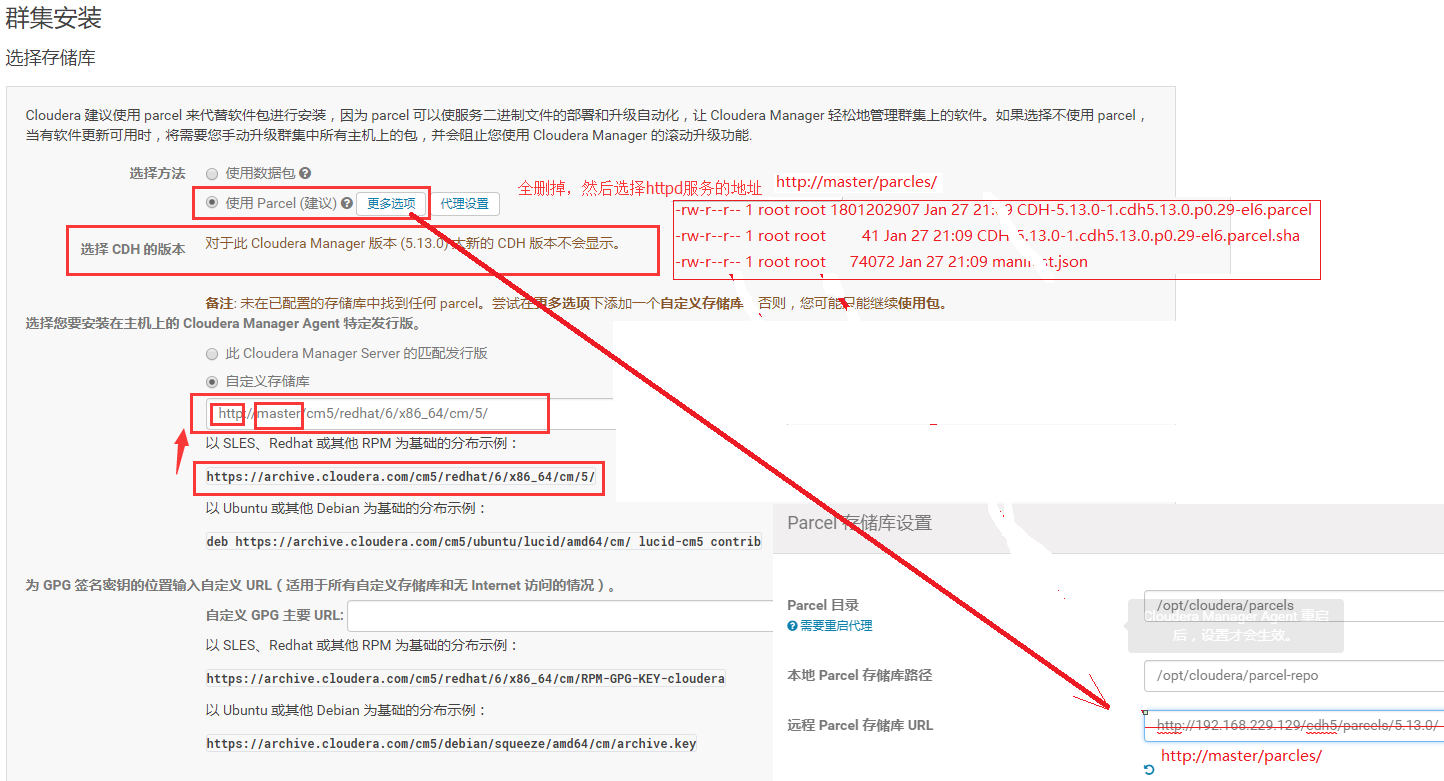 群集安装
选择存储库
Cloudera 建议使用 parcel 来代替软件包进行安装，因为 parcel 可以使服务二进制文件的部署和升级自动化，让 Cloudera Manager 轻松地管理群集上的软件。如果选择不使用 parcel，
当有软件更新可用时，将需要您手动升级群集中所有主机上的包，并会阻止您使用 Cloudera Manager 的滚动升级功能.
选择方法
使用数据包
使用 Parcel (建议) 更多选项 代理设置
全删掉，然后选择httpd服务的地址 http://master/parcles/
-rw-r--r-- 1 root root 1801202907 Jan 27 CDH-5.13.0-1.cdh5.13.0.p0.29-el6.parcel
-rw-r--r-- 1 root root 41 Jan 27 21:09 CDH 5.13.0-1.cdh5.13.0.p0.29-el6.parcel.sha
-rw-r--r-- 1 root root 74072 Jan 27 21:09
选择 CDH 的版本
对于此 Cloudera Manager 版本 (5.13.0) 太新的 CDH 版本不会显示。
备注: 未在已配置的存储库中找到任何 parcel。尝试在更多选项下添加一个自定义存储库 否则，您可能只能继续使用包。
选择您要安装在主机上的 Cloudera Manager Agent 特定发行版。
此 Cloudera Manager Server 的匹配发行版
自定义存储库
http://master/cm5/redhat/6/x86_64/cm/5/
以 SLES、Redhat 或其他 RPM 为基础的分布示例：
https://archive.cloudera.com/cm5/redhat/6/x86_64/cm/5/
以 Ubuntu 或其他 Debian 为基础的分布示例：
deb https://archive.cloudera.com/cm5/ubuntu/lucid/amd64/cm/ lucid-cm5 contrib
为 GPG 签名密钥的位置输入自定义 URL（适用于所有自定义存储库和无 Internet 访问的情况）。
自定义 GPG 主要 URL:
以 SLES、Redhat 或其他 RPM 为基础的分布示例：
https://archive.cloudera.com/cm5/redhat/6/x86_64/cm/RPM-GPG-KEY-cloudera
以 Ubuntu 或其他 Debian 为基础的分布示例：
https://archive.cloudera.com/cm5/debian/squeeze/amd64/cm/archive.key
Parcel 存储库设置
Parcel 目录
需要重启代理
/opt/cloudera/parcels
Cloudera Manager Agent 重启
后，设置才会生效。
本地 Parcel 存储库路径
/opt/cloudera/parcel-repo
远程 Parcel 存储库 URL
http://192.168.229.129/cdh5/parcels/5.13.0/
http://master/parcles/